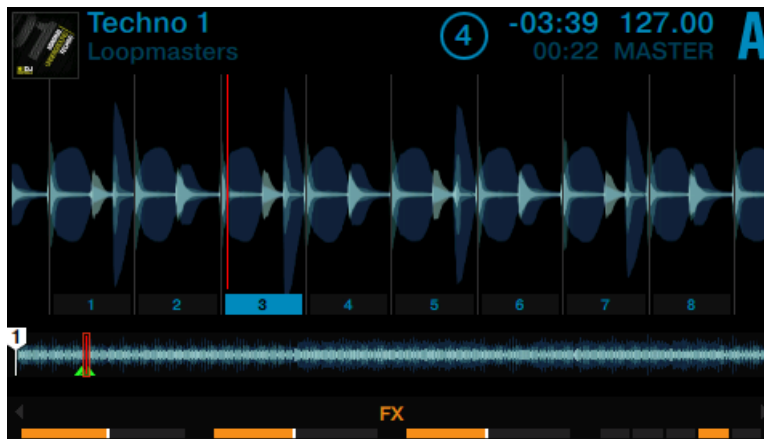 Techno 1
Loopmasters
4
-03:39 127.00
00:22 MASTER
A
1 2 3 4 5 6 7 8
1
FX